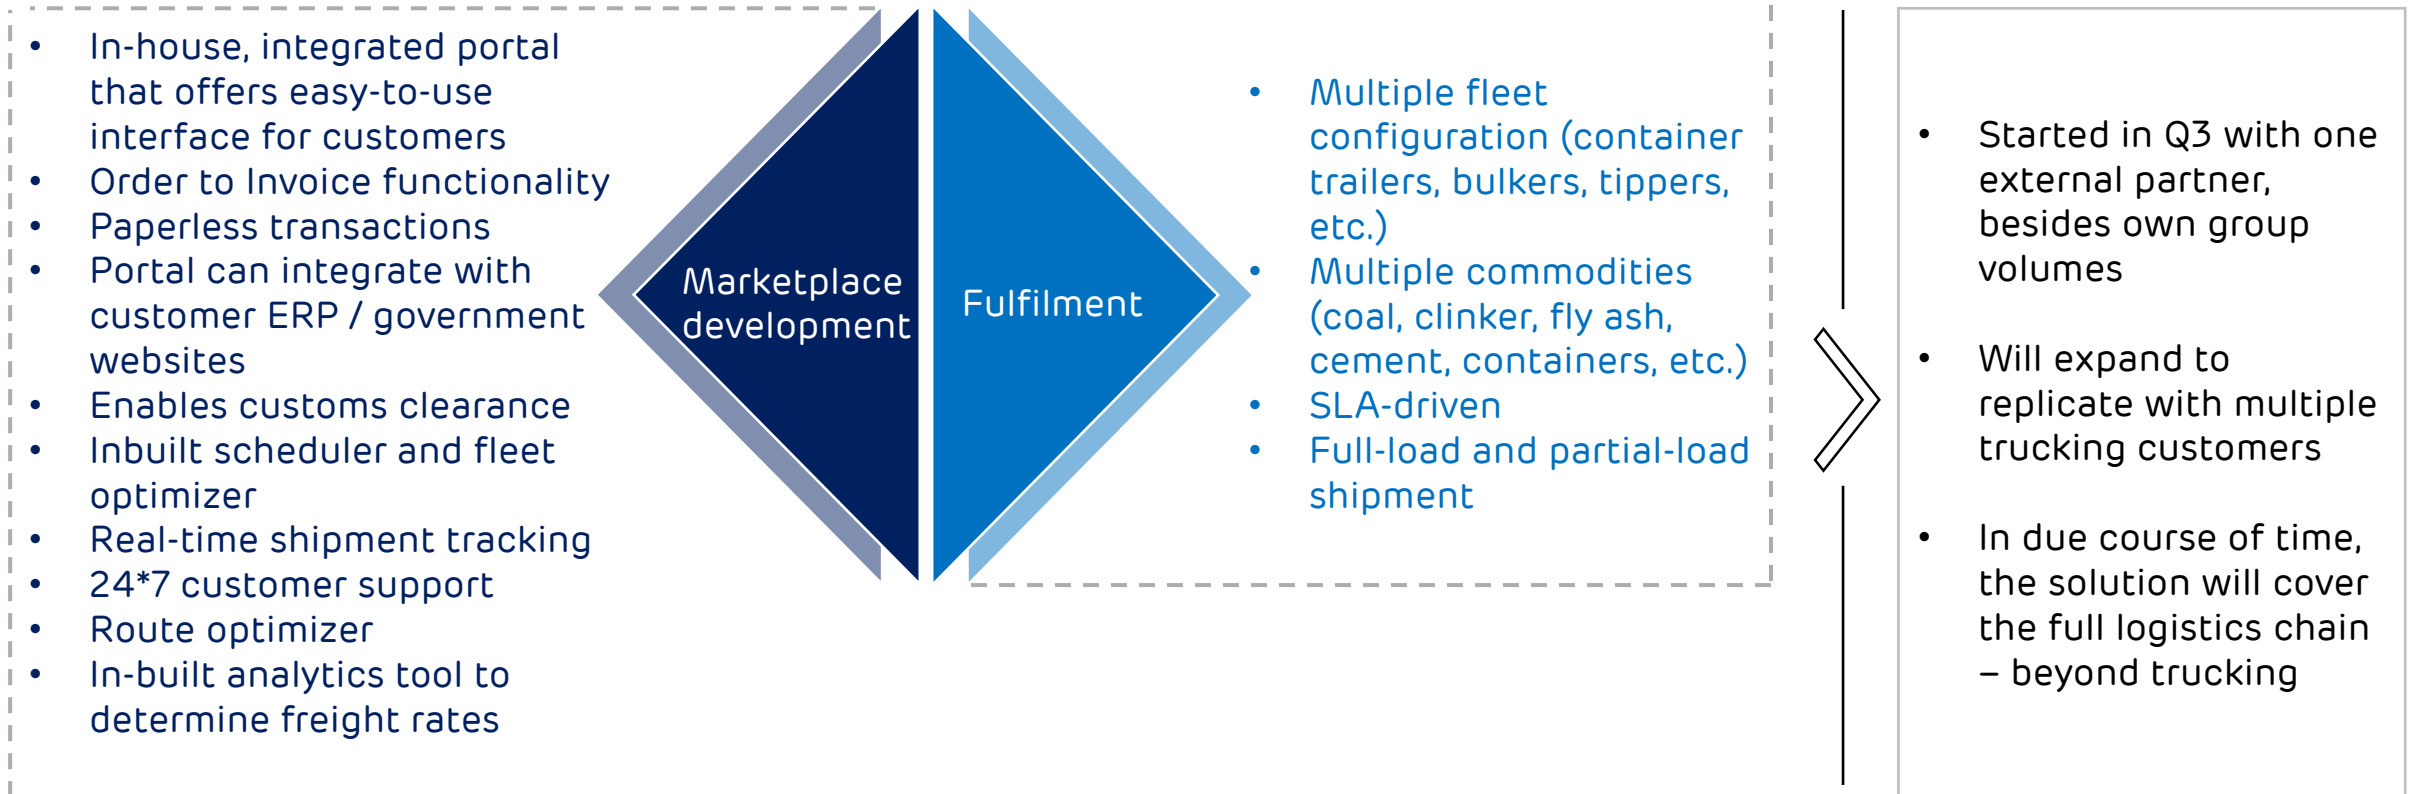 • In-house, integrated portal
that offers easy-to-use
interface for customers
• Order to Invoice functionality
• Paperless transactions
• Portal can integrate with
customer ERP / government
websites
• Enables customs clearance
• Inbuilt scheduler and fleet
optimizer
• Real-time shipment tracking
• 24*7 customer support
• Route optimizer
• In-built analytics tool to
determine freight rates
Marketplace
development
Fulfilment
• Multiple fleet
configuration (container
trailers, bulkers, tippers,
etc.)
• Multiple commodities
(coal, clinker, fly ash,
cement, containers, etc.)
• SLA-driven
• Full-load and partial-load
shipment
• Started in Q3 with one
external partner,
besides own group
volumes
• Will expand to
replicate with multiple
trucking customers
• In due course of time,
the solution will cover
the full logistics chain
– beyond trucking